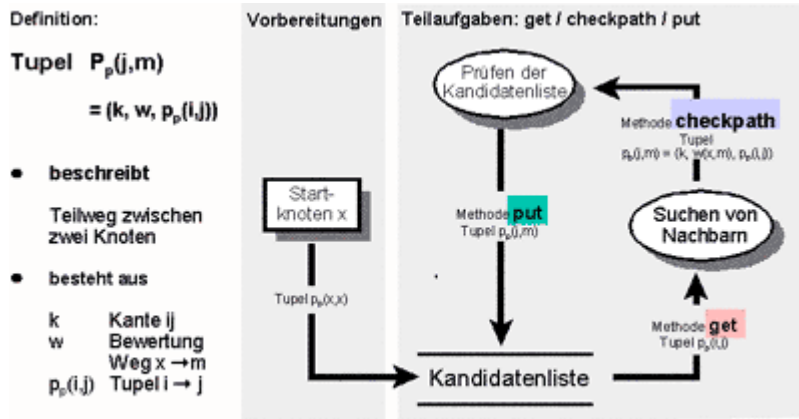 Definition:
Tupel P_p(j,m)
= (k, w, p_p(i,j))
● beschreibt
Teilweg zwischen
zwei Knoten
● besteht aus
k Kante ij
w Bewertung
Weg x → m
p_p(i,j) Tupel i → j
Vorbereitungen
Start-
knoten x
Tupel p_p(x,x)
Teilaufgaben: get / checkpath / put
Prüfen der
Kandidatenliste
Methode put
Tupel p_p(j,m)
Methode checkpath
Tupel
p_p(j,m) = (k, w(x,m), p_p(i,j))
Suchen von
Nachbarn
Methode get
Tupel p_p(i,j)
Kandidatenliste